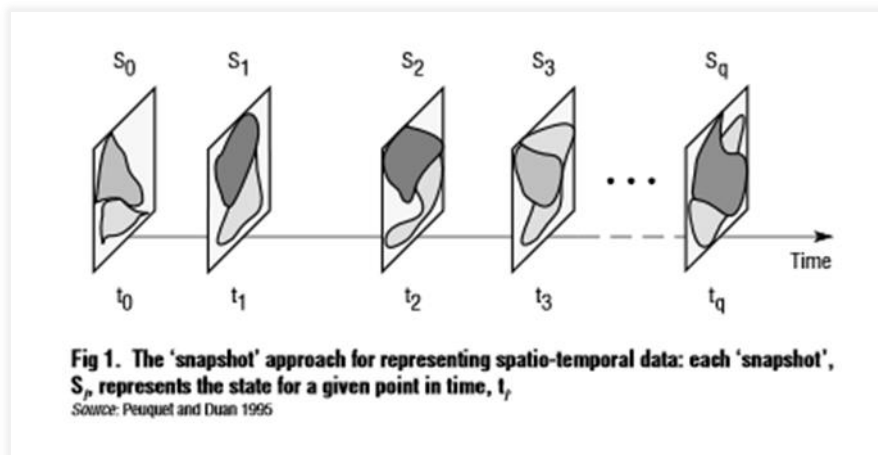 S0 S1 S2 S3 Sq
• • •
Time
t0 t1 t2 t3 tq
Fig 1. The ‘snapshot’ approach for representing spatio-temporal data: each ‘snapshot’,
Si, represents the state for a given point in time, ti
Source: Peuquet and Duan 1995